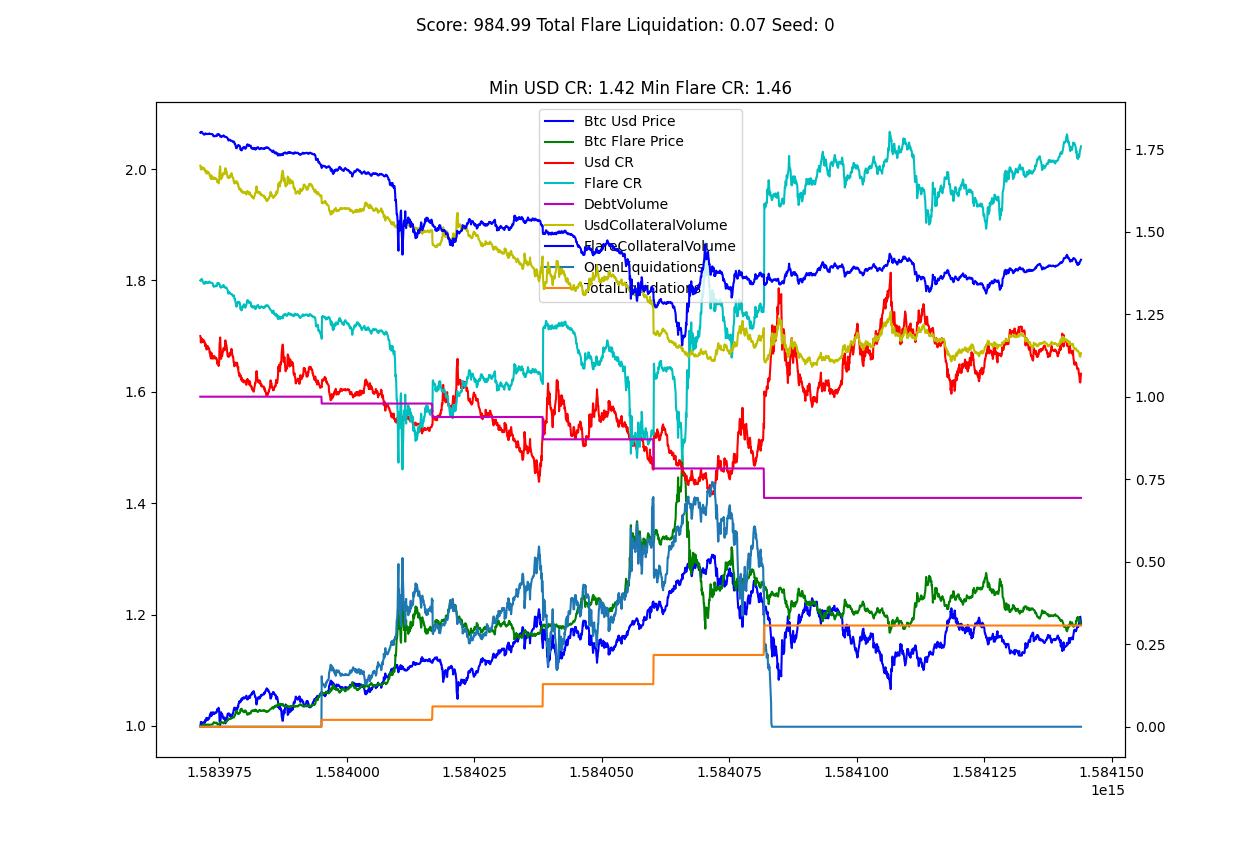 Score: 984.99 Total Flare Liquidation: 0.07 Seed: 0
Min USD CR: 1.42 Min Flare CR: 1.46
Btc Usd Price
Btc Flare Price
Usd CR
Flare CR
DebtVolume
UsdCollateralVolume
FlareCollateralVolume
OpenLiquidations
TotalLiquidations
2.0
1.8
1.6
1.4
1.2
1.0
1.75
1.50
1.25
1.00
0.75
0.50
0.25
0.00
1.583975 1.584000 1.584025 1.584050 1.584075 1.584100 1.584125 1.584150
1e15